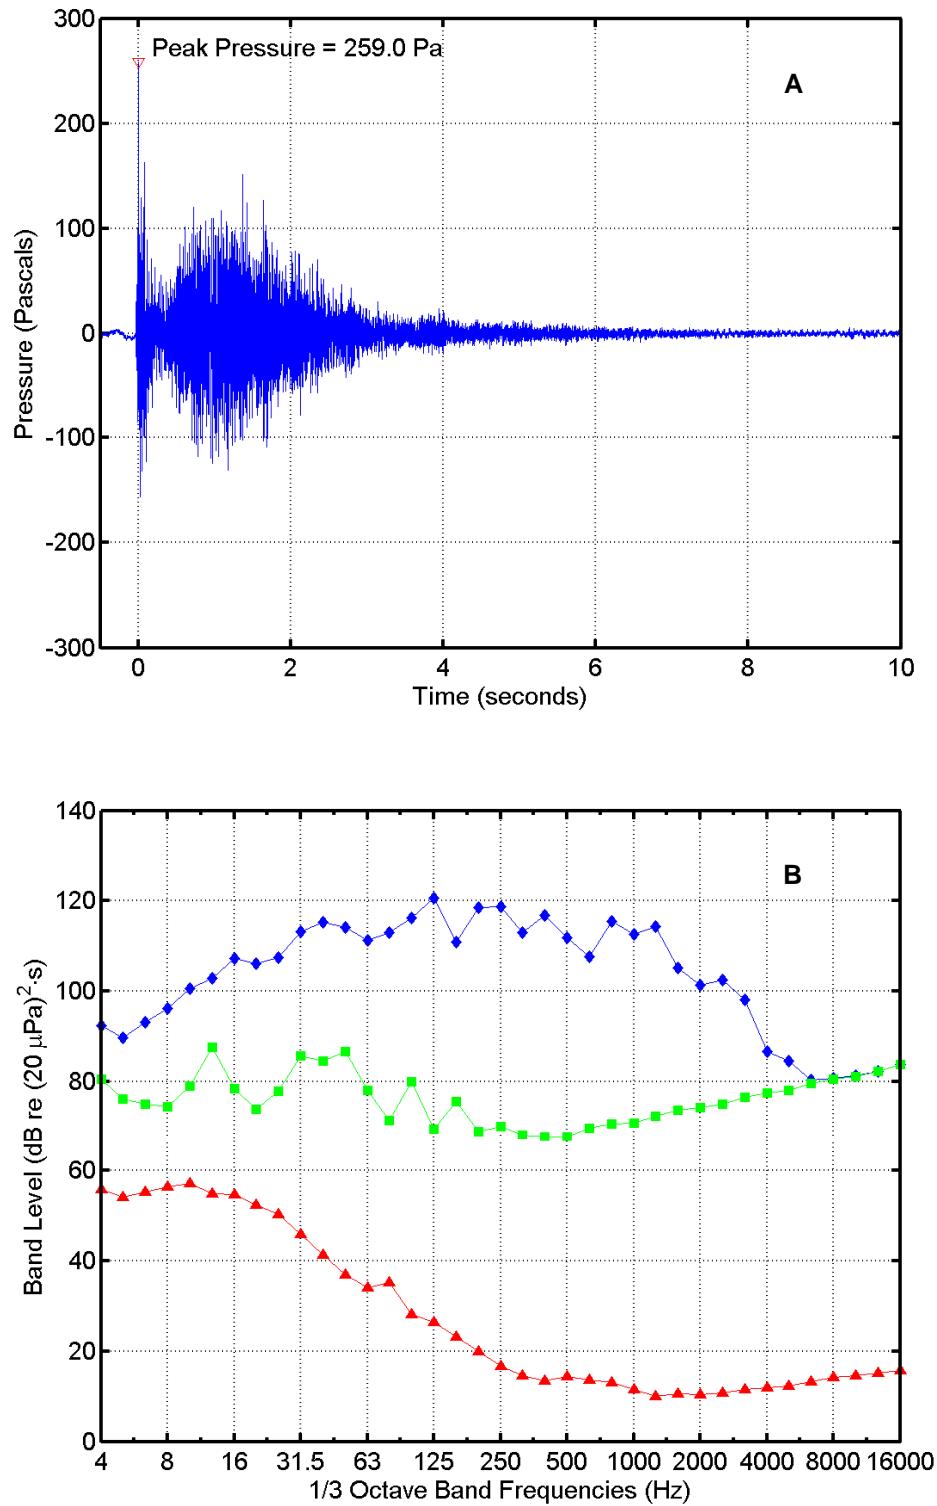 300
Peak Pressure = 259.0 Pa
A
200
100
0
-100
-200
-300
Pressure (Pascals)
0 2 4 6 8 10
Time (seconds)
140
B
120
100
80
60
40
20
0
Band Level (dB re (20 μPa)²·s)
4 8 16 31.5 63 125 250 500 1000 2000 4000 8000 16000
1/3 Octave Band Frequencies (Hz)